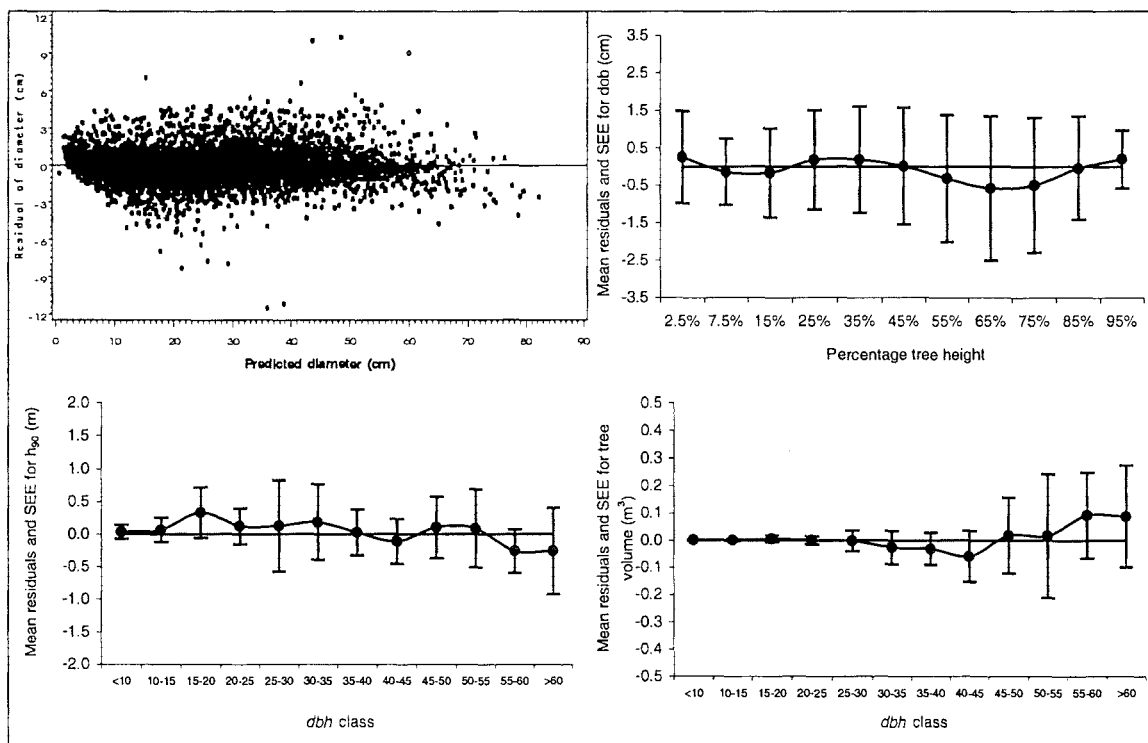 12
9
6
3
0
-3
-6
-9
-12
Residual of diameter (cm)
0 10 20 30 40 50 60 70 80 90
Predicted diameter (cm)
3.5
2.5
1.5
0.5
-0.5
-1.5
-2.5
-3.5
Mean residuals and SEE for dob (cm)
2.5% 7.5% 15% 25% 35% 45% 55% 65% 75% 85% 95%
Percentage tree height
2.0
1.5
1.0
0.5
0.0
-0.5
-1.0
-1.5
-2.0
Mean residuals and SEE for h90 (m)
<10 10-15 15-20 20-25 25-30 30-35 35-40 40-45 45-50 50-55 55-60 >60
dbh class
0.5
0.4
0.3
0.2
0.1
0.0
-0.1
-0.2
-0.3
-0.4
-0.5
Mean residuals and SEE for tree
volume (m³)
<10 10-15 15-20 20-25 25-30 30-35 35-40 40-45 45-50 50-55 55-60 >60
dbh class